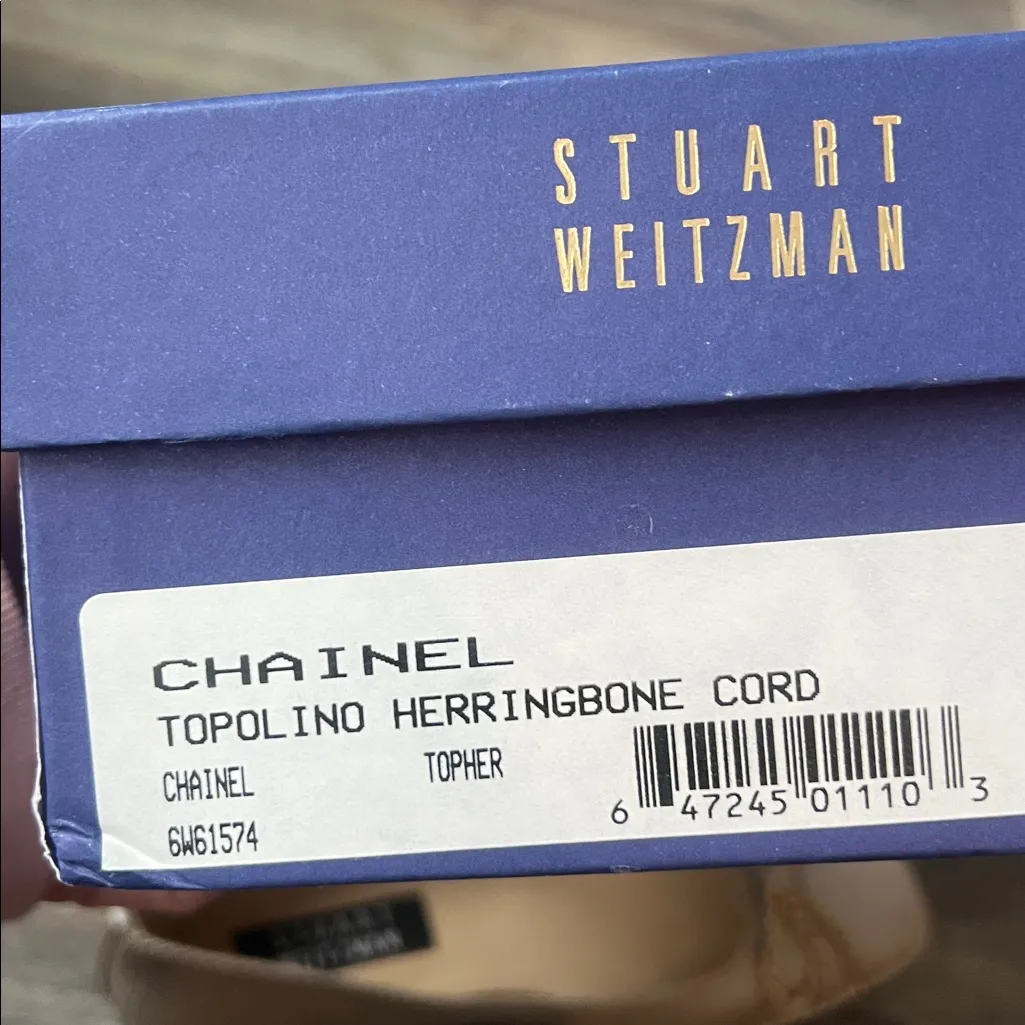 STUART
WEITZMAN
CHAINEL
TOPOLINO HERRINGBONE CORD
CHAINEL TOPHER
6W61574
6 47245 01110 3